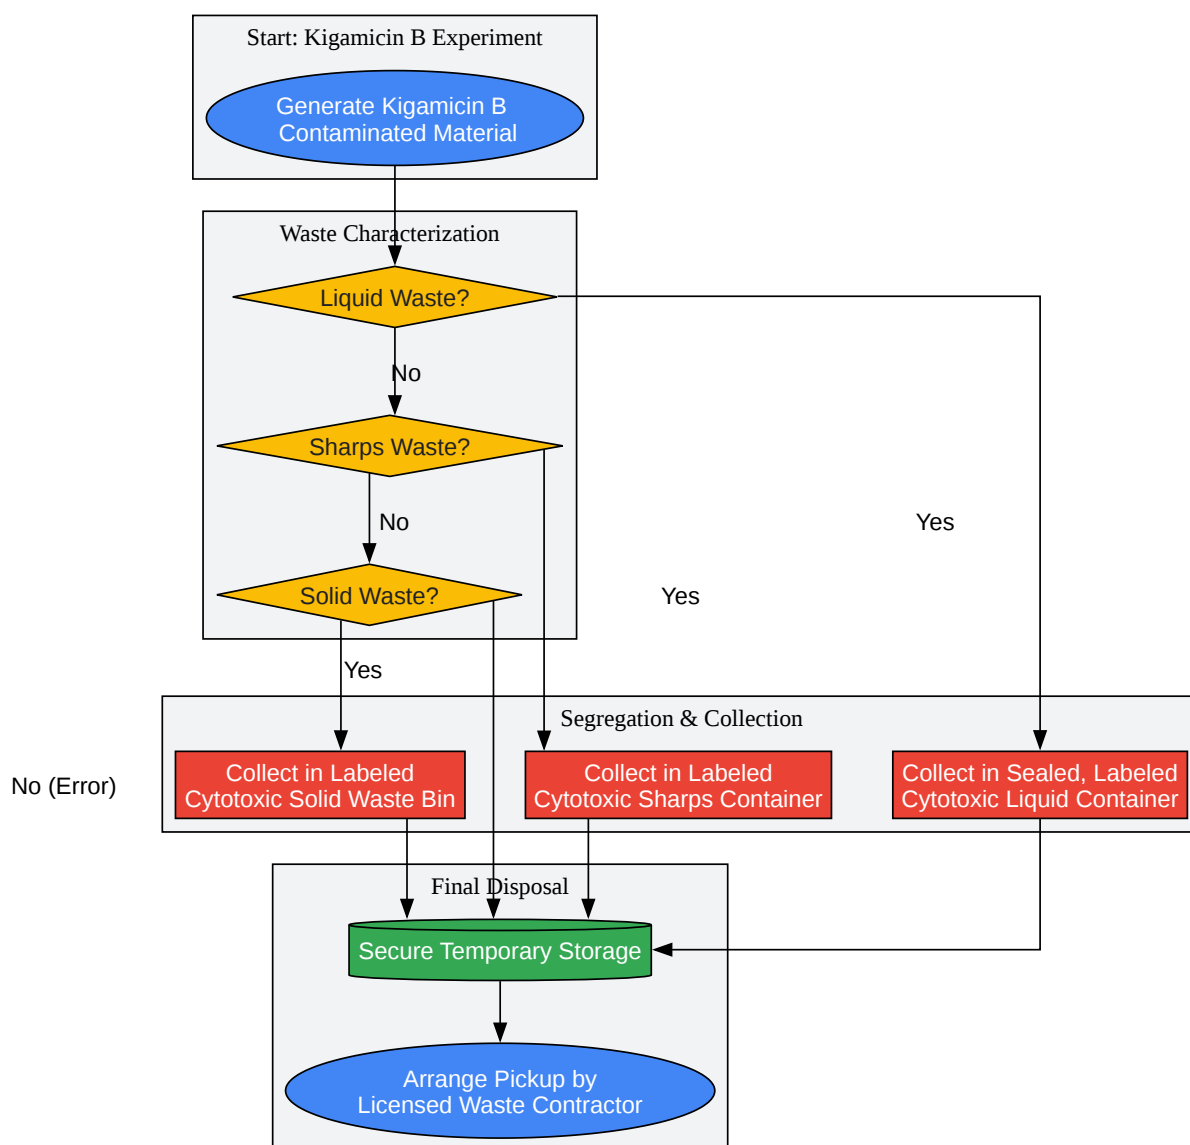 Start: Kigamicin B Experiment
Generate Kigamicin B
Contaminated Material
Waste Characterization
Liquid Waste?
No
Sharps Waste?
No
Yes
Solid Waste?
Yes
Yes
Segregation & Collection
No (Error)
Collect in Labeled
Cytotoxic Solid Waste Bin
Collect in Labeled
Cytotoxic Sharps Container
Collect in Sealed, Labeled
Cytotoxic Liquid Container
Final Disposal
Secure Temporary Storage
Arrange Pickup by
Licensed Waste Contractor